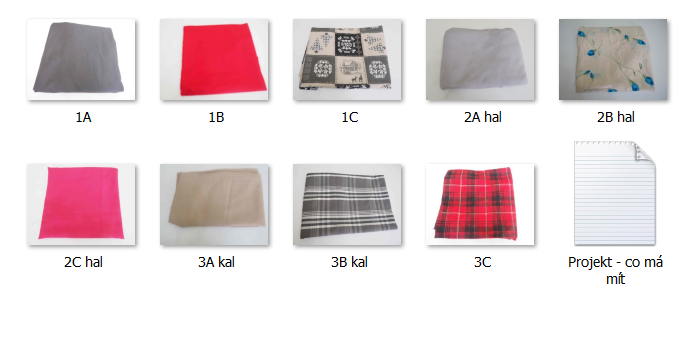 1A
1B
1C
2A hal
2B hal
2C hal
3A kal
3B kal
3C
Projekt - co má
mít